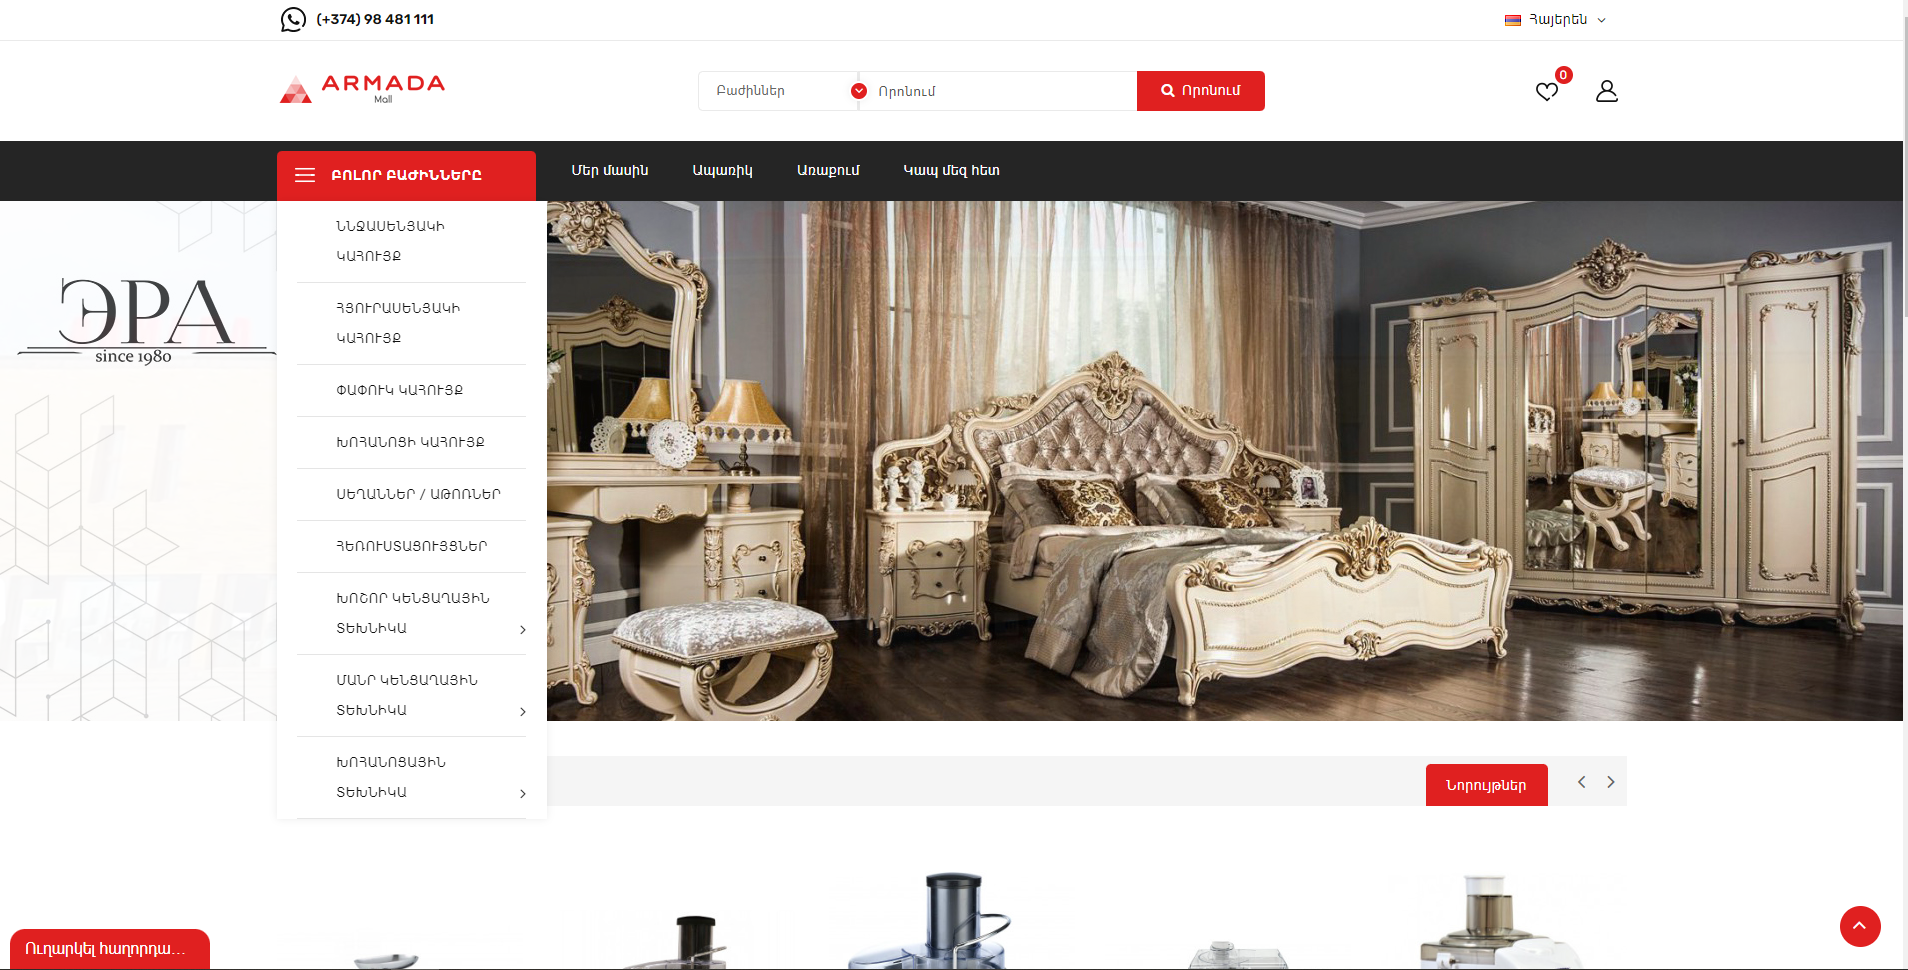 (+374) 98 481 111
Հայերեն
ARMADA
Mall
Բաժիններ
Որոնում
Որոնում
0
ԲՈԼՈՐ ԲԱԺԻՆՆԵՐԸ
Մեր մասին
Ապառիկ
Առաքում
Կապ մեզ հետ
ՆՆՋԱՍԵՆՅԱԿԻ
ԿԱՀՈՒՅՔ
ՀՅՈՒՐԱՍԵՆՅԱԿԻ
ԿԱՀՈՒՅՔ
ՓԱՓՈՒԿ ԿԱՀՈՒՅՔ
ԽՈՀԱՆՈՑԻ ԿԱՀՈՒՅՔ
ՍԵՂԱՆՆԵՐ / ԱԹՈՌՆԵՐ
ՀԵՌՈՒՍՏԱՑՈՒՅՑՆԵՐ
ԽՈՇՈՐ ԿԵՆՑԱՂԱՅԻՆ
ՏԵԽՆԻԿԱ
ՄԱՆՐ ԿԵՆՑԱՂԱՅԻՆ
ՏԵԽՆԻԿԱ
ԽՈՀԱՆՈՑԱՅԻՆ
ՏԵԽՆԻԿԱ
ЭРА
since 1980
Նորույթներ
Ուղարկել հաղորդա...